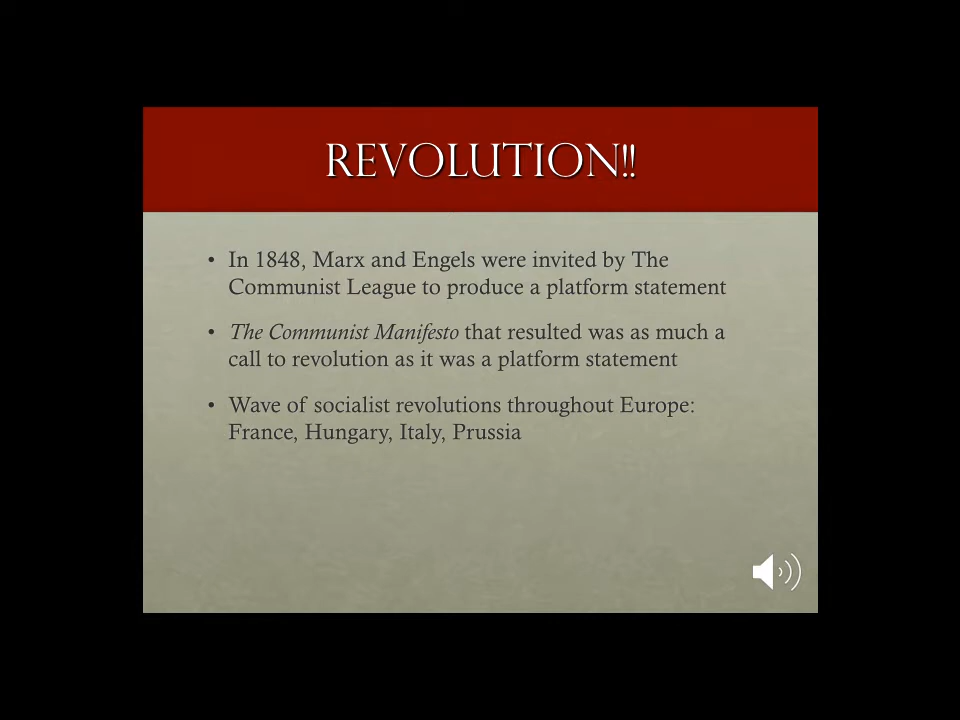 REVOLUTION!!
• In 1848, Marx and Engels were invited by The
Communist League to produce a platform statement
• The Communist Manifesto that resulted was as much a
call to revolution as it was a platform statement
• Wave of socialist revolutions throughout Europe:
France, Hungary, Italy, Prussia